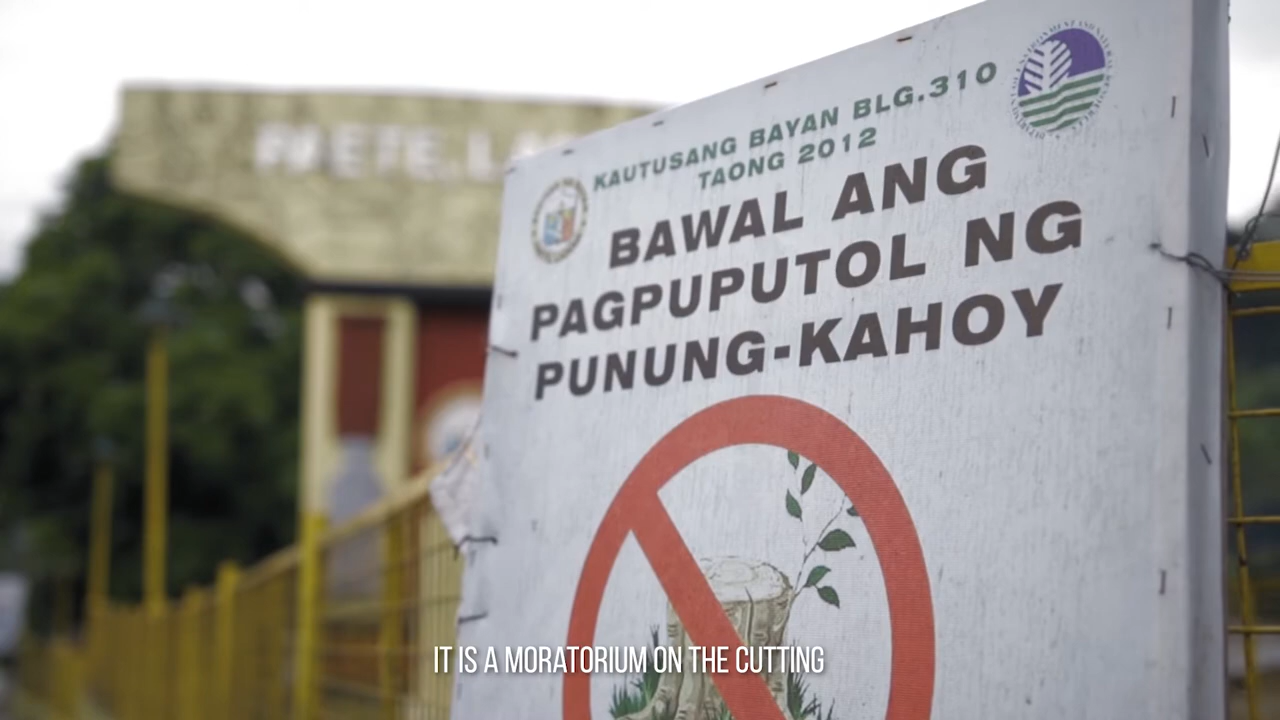 KAUTUSANG BAYAN BLG.310
TAONG 2012
BAWAL ANG
PAGPUPUTOL NG
PUNUNG-KAHOY
IT IS A MORATORIUM ON THE CUTTING